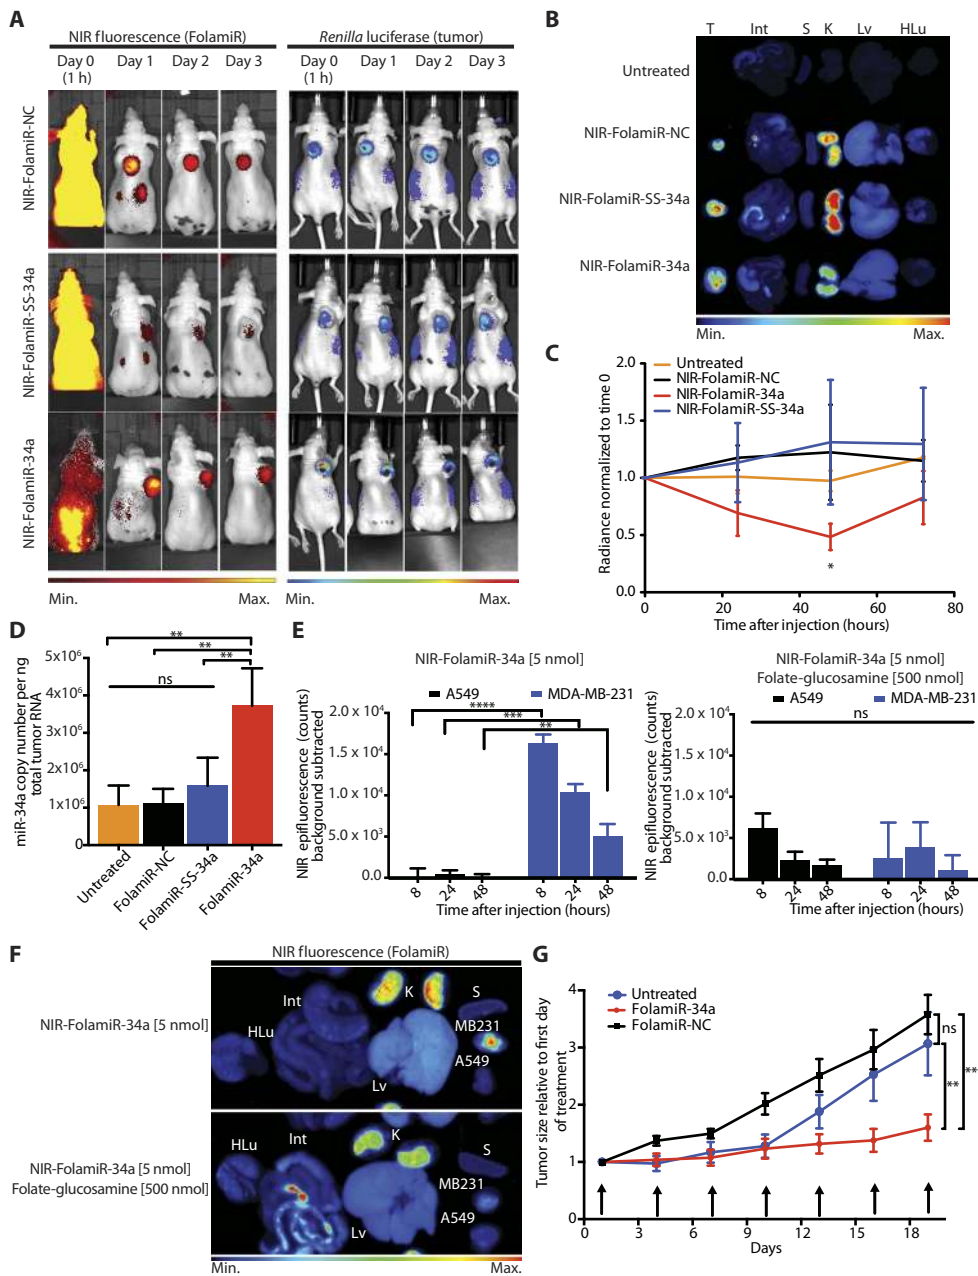 A
NIR fluorescence (FolamiR)
Renilla luciferase (tumor)
Day 0 Day 1 Day 2 Day 3
(1 h)
Day 0 Day 1 Day 2 Day 3
(1 h)
NIR-FolamiR-NC
NIR-FolamiR-SS-34a
NIR-FolamiR-34a
Min. Max. Min. Max.
B
T Int S K Lv HLu
Untreated
NIR-FolamiR-NC
NIR-FolamiR-SS-34a
NIR-FolamiR-34a
Min. Max.
C
Untreated
NIR-FolamiR-NC
NIR-FolamiR-34a
NIR-FolamiR-SS-34a
Radiance normalized to time 0
2.0
1.5
1.0
0.5
0.0
*
0 20 40 60 80
Time after injection (hours)
D
miR-34a copy number per ng
total tumor RNA
5x10⁶
4x10⁶
3x10⁶
2x10⁶
1x10⁶
0
**
**
**
ns
Untreated
FolamiR-NC
FolamiR-SS-34a
FolamiR-34a
E
NIR-FolamiR-34a [5 nmol]
A549 MDA-MB-231
NIR epifluorescence (counts)
background subtracted
2.0 x 10⁴
1.5 x 10⁴
1.0 x 10⁴
5.0 x 10³
0.0
****
***
**
8 24 48 8 24 48
Time after injection (hours)
NIR-FolamiR-34a [5 nmol]
Folate-glucosamine [500 nmol]
A549 MDA-MB-231
ns
NIR epifluorescence (counts)
background subtracted
2.0 x 10⁴
1.5 x 10⁴
1.0 x 10⁴
5.0 x 10³
0.0
8 24 48 8 24 48
Time after injection (hours)
F
NIR fluorescence (FolamiR)
NIR-FolamiR-34a [5 nmol]
Int
HLu
K
S
MB231
A549
Lv
NIR-FolamiR-34a [5 nmol]
Folate-glucosamine [500 nmol]
HLu
Int
K
S
MB231
A549
Lv
Min. Max.
G
Untreated
FolamiR-34a
FolamiR-NC
Tumor size relative to first day
of treatment
4
3
2
1
0
ns
**
**
0 3 6 9 12 15 18
Days